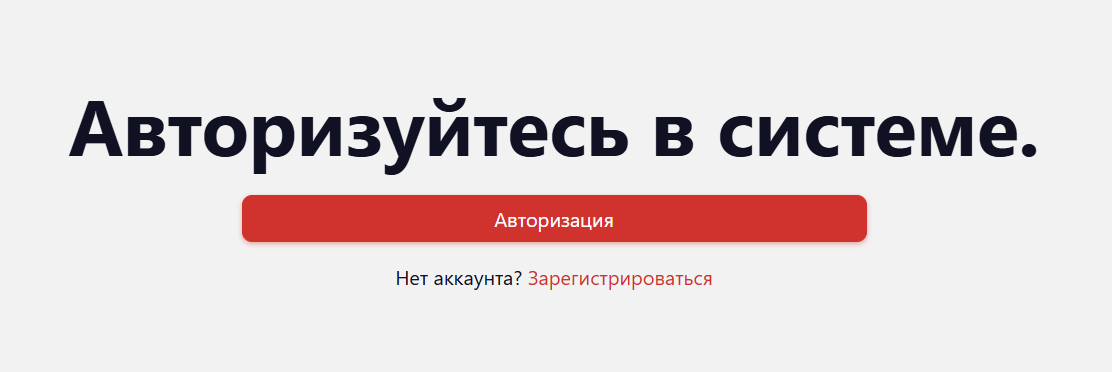 Авторизуйтесь в системе.
Авторизация
Нет аккаунта? Зарегистрироваться